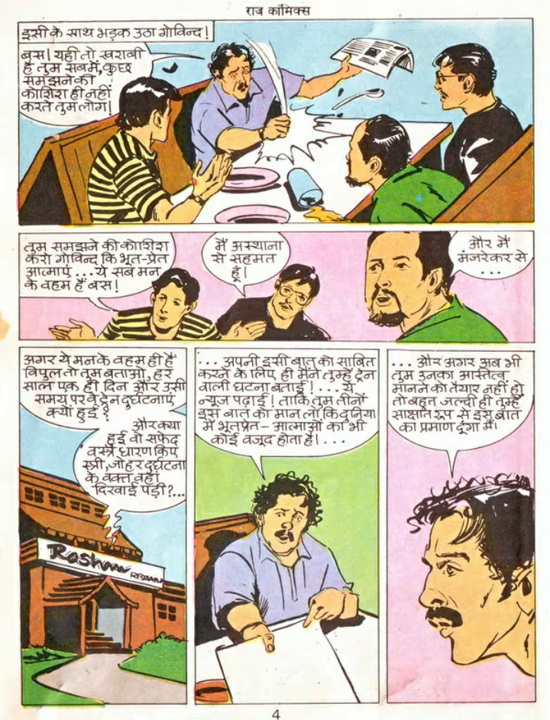 राज कॉमिक्स
इसी के साथ भड़क उठा गोविन्द!
बस! यही तो खराबी
है तुम सबमें, कुछ
समझने की
कोशिश ही नहीं
करते तुम लोग!
तुम समझने की कोशिश
करो गोविन्द कि भूत-प्रेत
आत्माएं ...ये सब मन
के वहम हैं बस!
मैं अस्थाना
से सहमत
हूं!
और मैं
मंजरेकर से
...
अगर ये मन के वहम ही हैं
विपुल तो तुम बताओ, हर
साल एक ही दिन और उसी
समय पर वे ट्रेन दुर्घटनाएं
क्यों हुईं?
और क्या
हुई वो सफेद
वस्त्र धारण किए
स्त्री, जो हर दुर्घटना
के वक्त वहां
दिखाई पड़ी?...
Roshan
... अपनी इसी बात को साबित
करने के लिए ही मैंने तुम्हें ट्रेन
वाली घटना बताई!... ये
न्यूज पढ़ाई! ताकि तुम तीनों
इस बात को मान लो कि दुनिया
में भूतप्रेत-आत्माओं का भी
कोई वजूद होता है!...
... और अगर अब भी
तुम उनका अस्तित्व
मानने को तैयार नहीं हो
तो बहुत जल्दी ही तुम्हें
साक्षात रूप से इस बात
का प्रमाण दूंगा मैं!
4